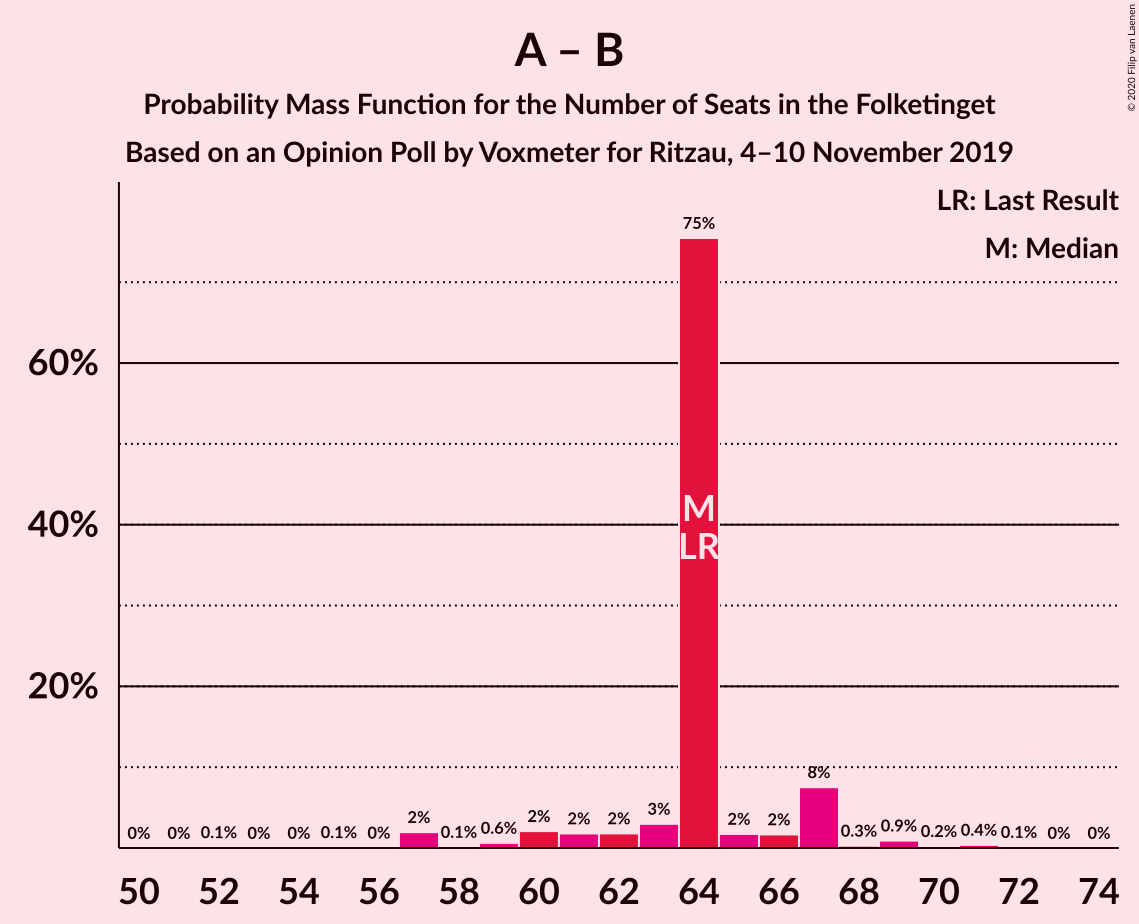 A – B
Probability Mass Function for the Number of Seats in the Folketinget
Based on an Opinion Poll by Voxmeter for Ritzau, 4–10 November 2019
© 2020 Filip van Laenen
LR: Last Result
M: Median
60%
40%
20%
0% 0% 0.1% 0% 0% 0.1% 0% 2% 0.1% 0.6% 2% 2% 2% 3% 75% 2% 2% 8% 0.3% 0.9% 0.2% 0.4% 0.1% 0% 0%
M
LR
50 52 54 56 58 60 62 64 66 68 70 72 74